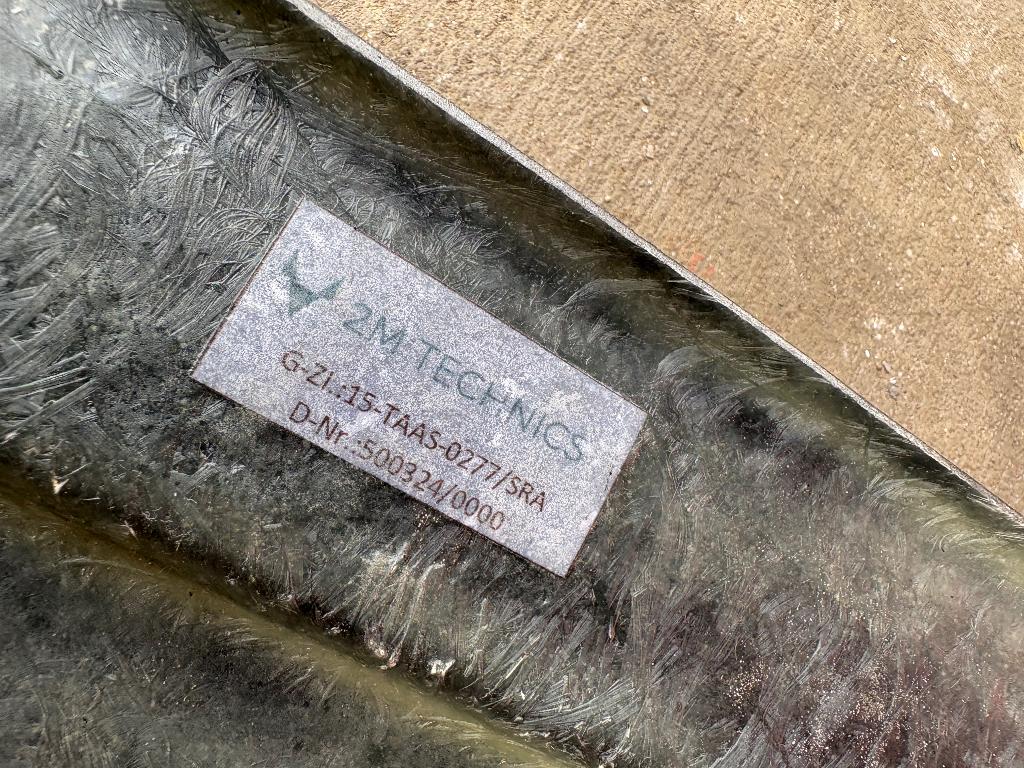 2M-TECHNICS
G-ZI.:15-TAAS-0277/SRA
D-Nr.:500324/0000